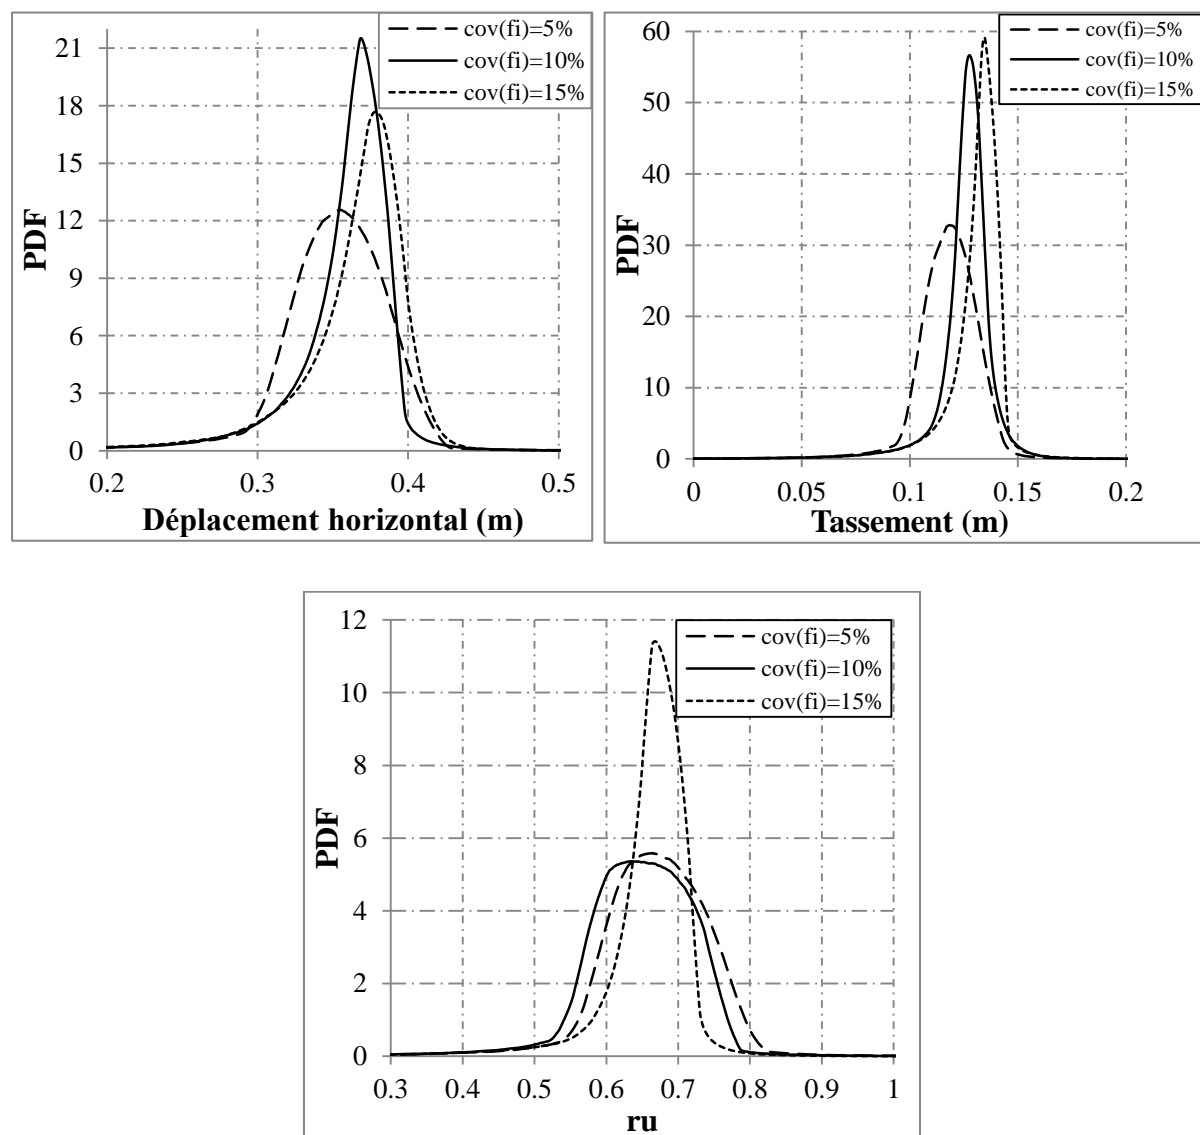 cov(fi)=5%
cov(fi)=10%
cov(fi)=15%
21
18
15
12
9
6
3
0
PDF
0.2 0.3 0.4 0.5
Déplacement horizontal (m)
cov(fi)=5%
cov(fi)=10%
cov(fi)=15%
60
50
40
30
20
10
0
PDF
0 0.05 0.1 0.15 0.2
Tassement (m)
cov(fi)=5%
cov(fi)=10%
cov(fi)=15%
12
10
8
6
4
2
0
PDF
0.3 0.4 0.5 0.6 0.7 0.8 0.9 1
ru